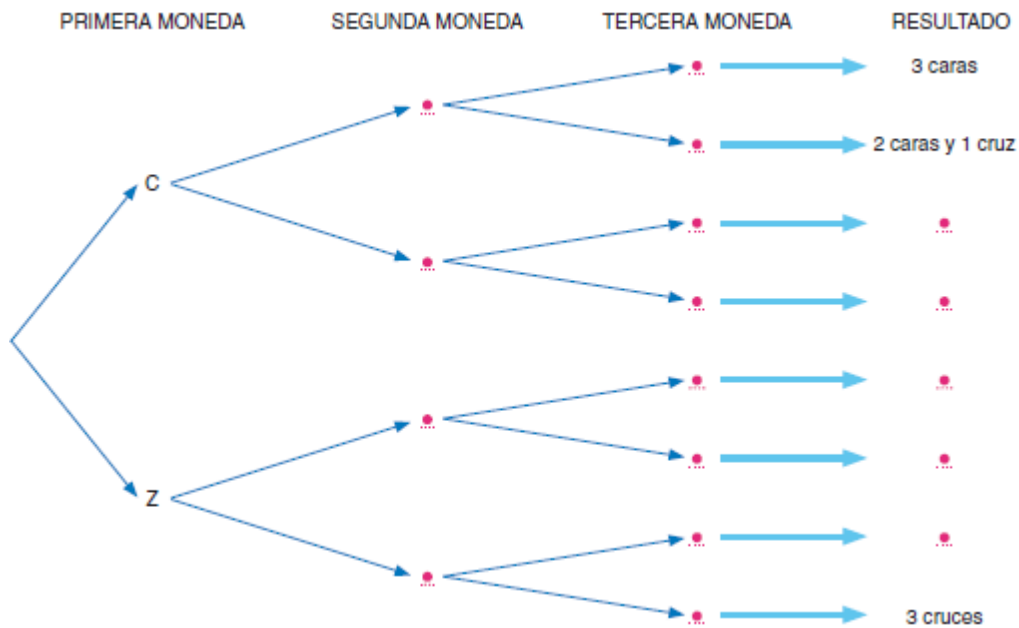 PRIMERA MONEDA SEGUNDA MONEDA TERCERA MONEDA RESULTADO
3 caras
2 caras y 1 cruz
C
Z
3 cruces